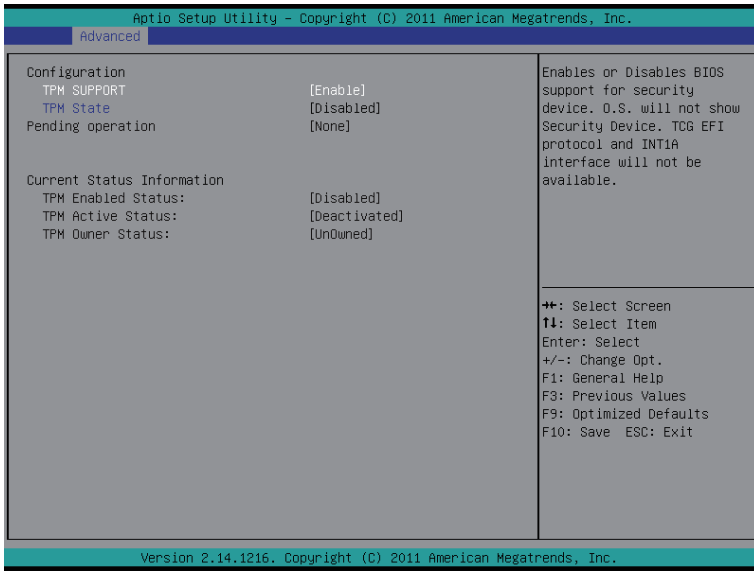 Aptio Setup Utility – Copyright (C) 2011 American Megatrends, Inc.
Advanced
Configuration
TPM SUPPORT [Enable]
TPM State [Disabled]
Pending operation [None]
Current Status Information
TPM Enabled Status: [Disabled]
TPM Active Status: [Deactivated]
TPM Owner Status: [UnOwned]
Enables or Disables BIOS
support for security
device. O.S. will not show
Security Device. TCG EFI
protocol and INT1A
interface will not be
available.
→←: Select Screen
↑↓: Select Item
Enter: Select
+/-: Change Opt.
F1: General Help
F3: Previous Values
F9: Optimized Defaults
F10: Save ESC: Exit
Version 2.14.1216. Copyright (C) 2011 American Megatrends, Inc.